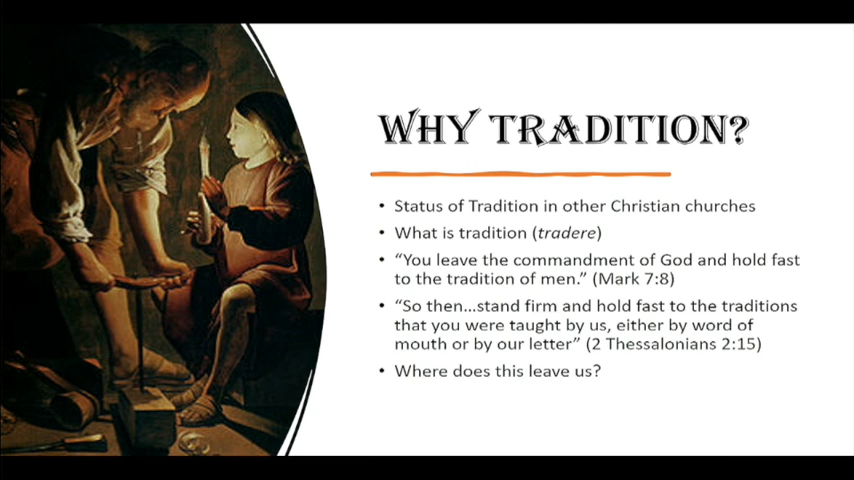 WHY TRADITION?
• Status of Tradition in other Christian churches
• What is tradition (tradere)
• “You leave the commandment of God and hold fast
to the tradition of men.” (Mark 7:8)
• “So then...stand firm and hold fast to the traditions
that you were taught by us, either by word of
mouth or by our letter” (2 Thessalonians 2:15)
• Where does this leave us?